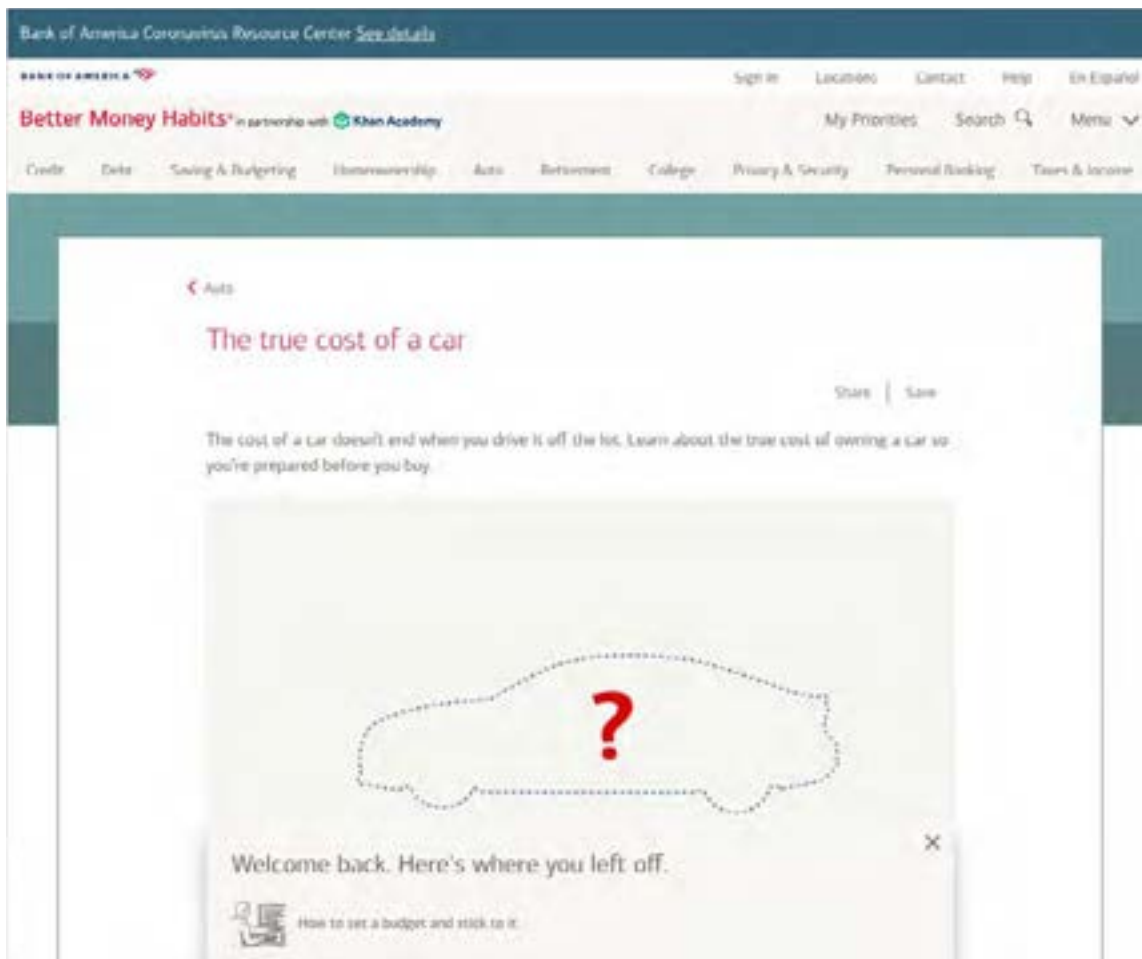 Bank of America Coronavirus Resource Center See details
BANK OF AMERICA
Sign In Locations Contact Help En Español
Better Money Habits® in partnership with Khan Academy
My Priorities Search Menu
Credit Debt Saving & Budgeting Homeownership Auto Retirement College Privacy & Security Personal Banking Taxes & Income
Auto
The true cost of a car
Share | Save
The cost of a car doesn't end when you drive it off the lot. Learn about the true cost of owning a car so
you're prepared before you buy.
?
Welcome back. Here's where you left off.
How to set a budget and stick to it